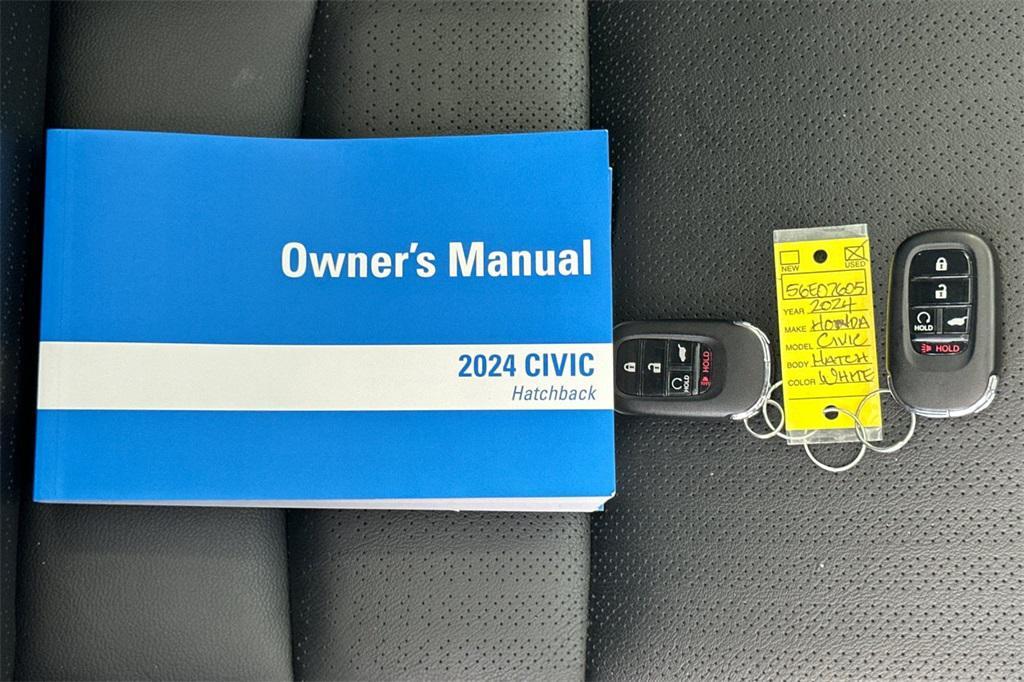 Owner's Manual
2024 CIVIC
Hatchback
HOLD
HOLD
NEW
USED
56E07605
YEAR 2024
MAKE HONDA
MODEL CIVIC
BODY HATCH
COLOR WHITE
HOLD
HOLD